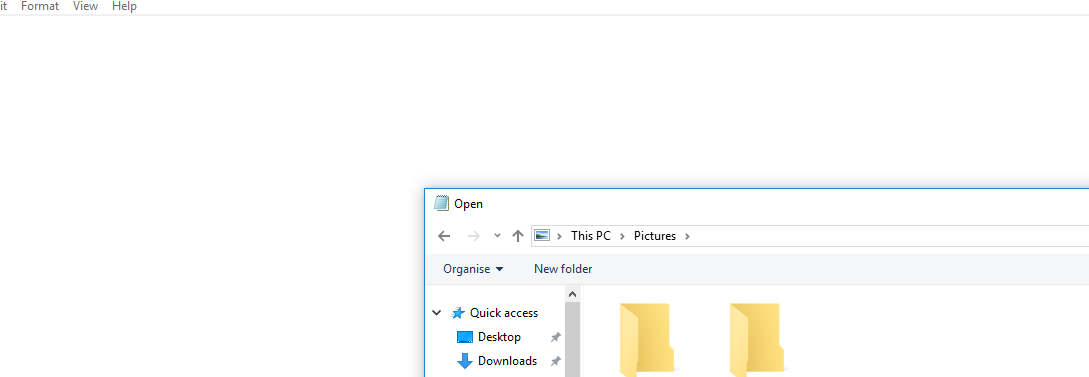 it Format View Help
Open
This PC Pictures
Organise New folder
Quick access
Desktop
Downloads